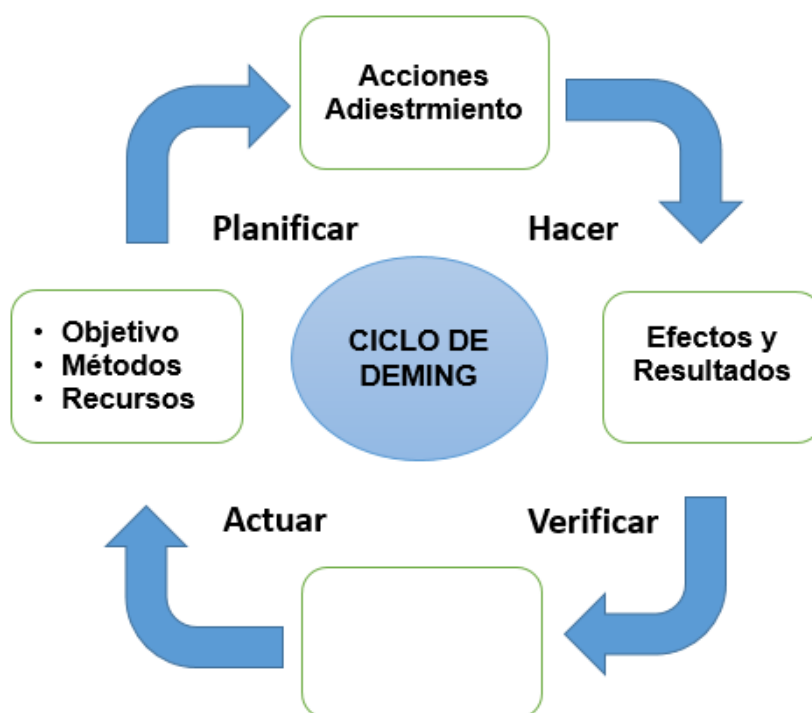 Acciones
Adiestrmiento
Planificar
Hacer
• Objetivo
• Métodos
• Recursos
CICLO DE
DEMING
Efectos y
Resultados
Actuar
Verificar